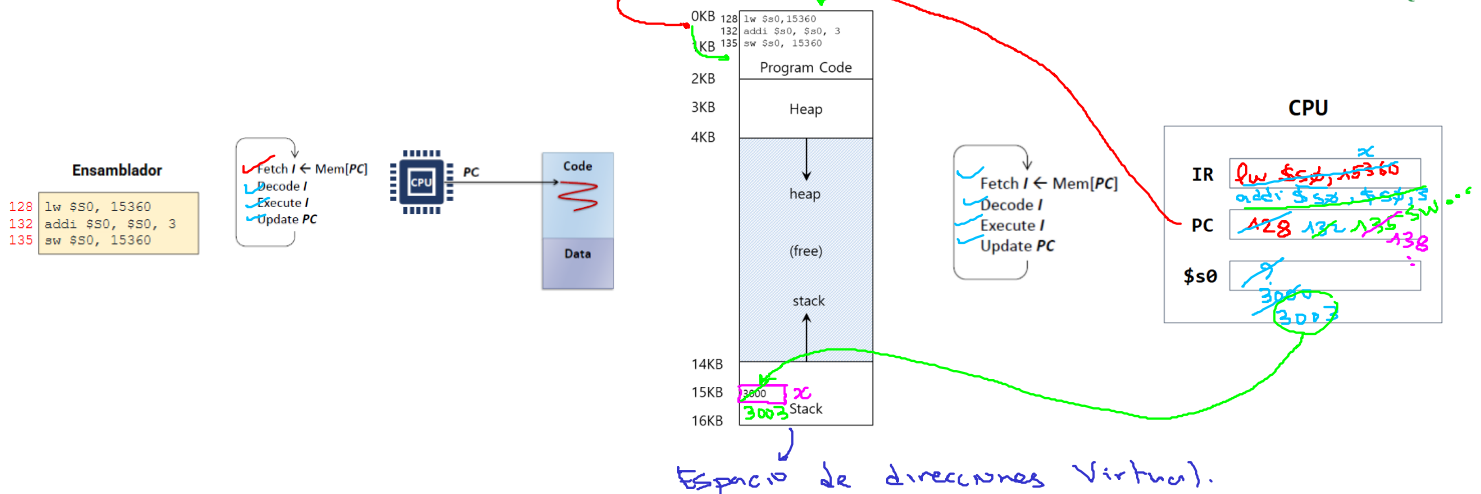 Ensamblador
128 lw $S0, 15360
132 addi $S0, $S0, 3
135 sw $S0, 15360
Fetch I ← Mem[PC]
Decode I
Execute I
Update PC
CPU
PC
Code
Data
0KB
1KB
2KB
3KB
4KB
14KB
15KB
16KB
128 lw $s0,15360
132 addi $s0, $s0, 3
135 sw $s0, 15360
Program Code
Heap
heap
(free)
stack
3000 x
3003
Stack
Espacio de direcciones Virtual.
Fetch I ← Mem[PC]
Decode I
Execute I
Update PC
CPU
x
IR lw $s0, 15360
addi $s0, $s0, 3
sw...
PC 128 132 135
138
$s0 ?
3000
3003